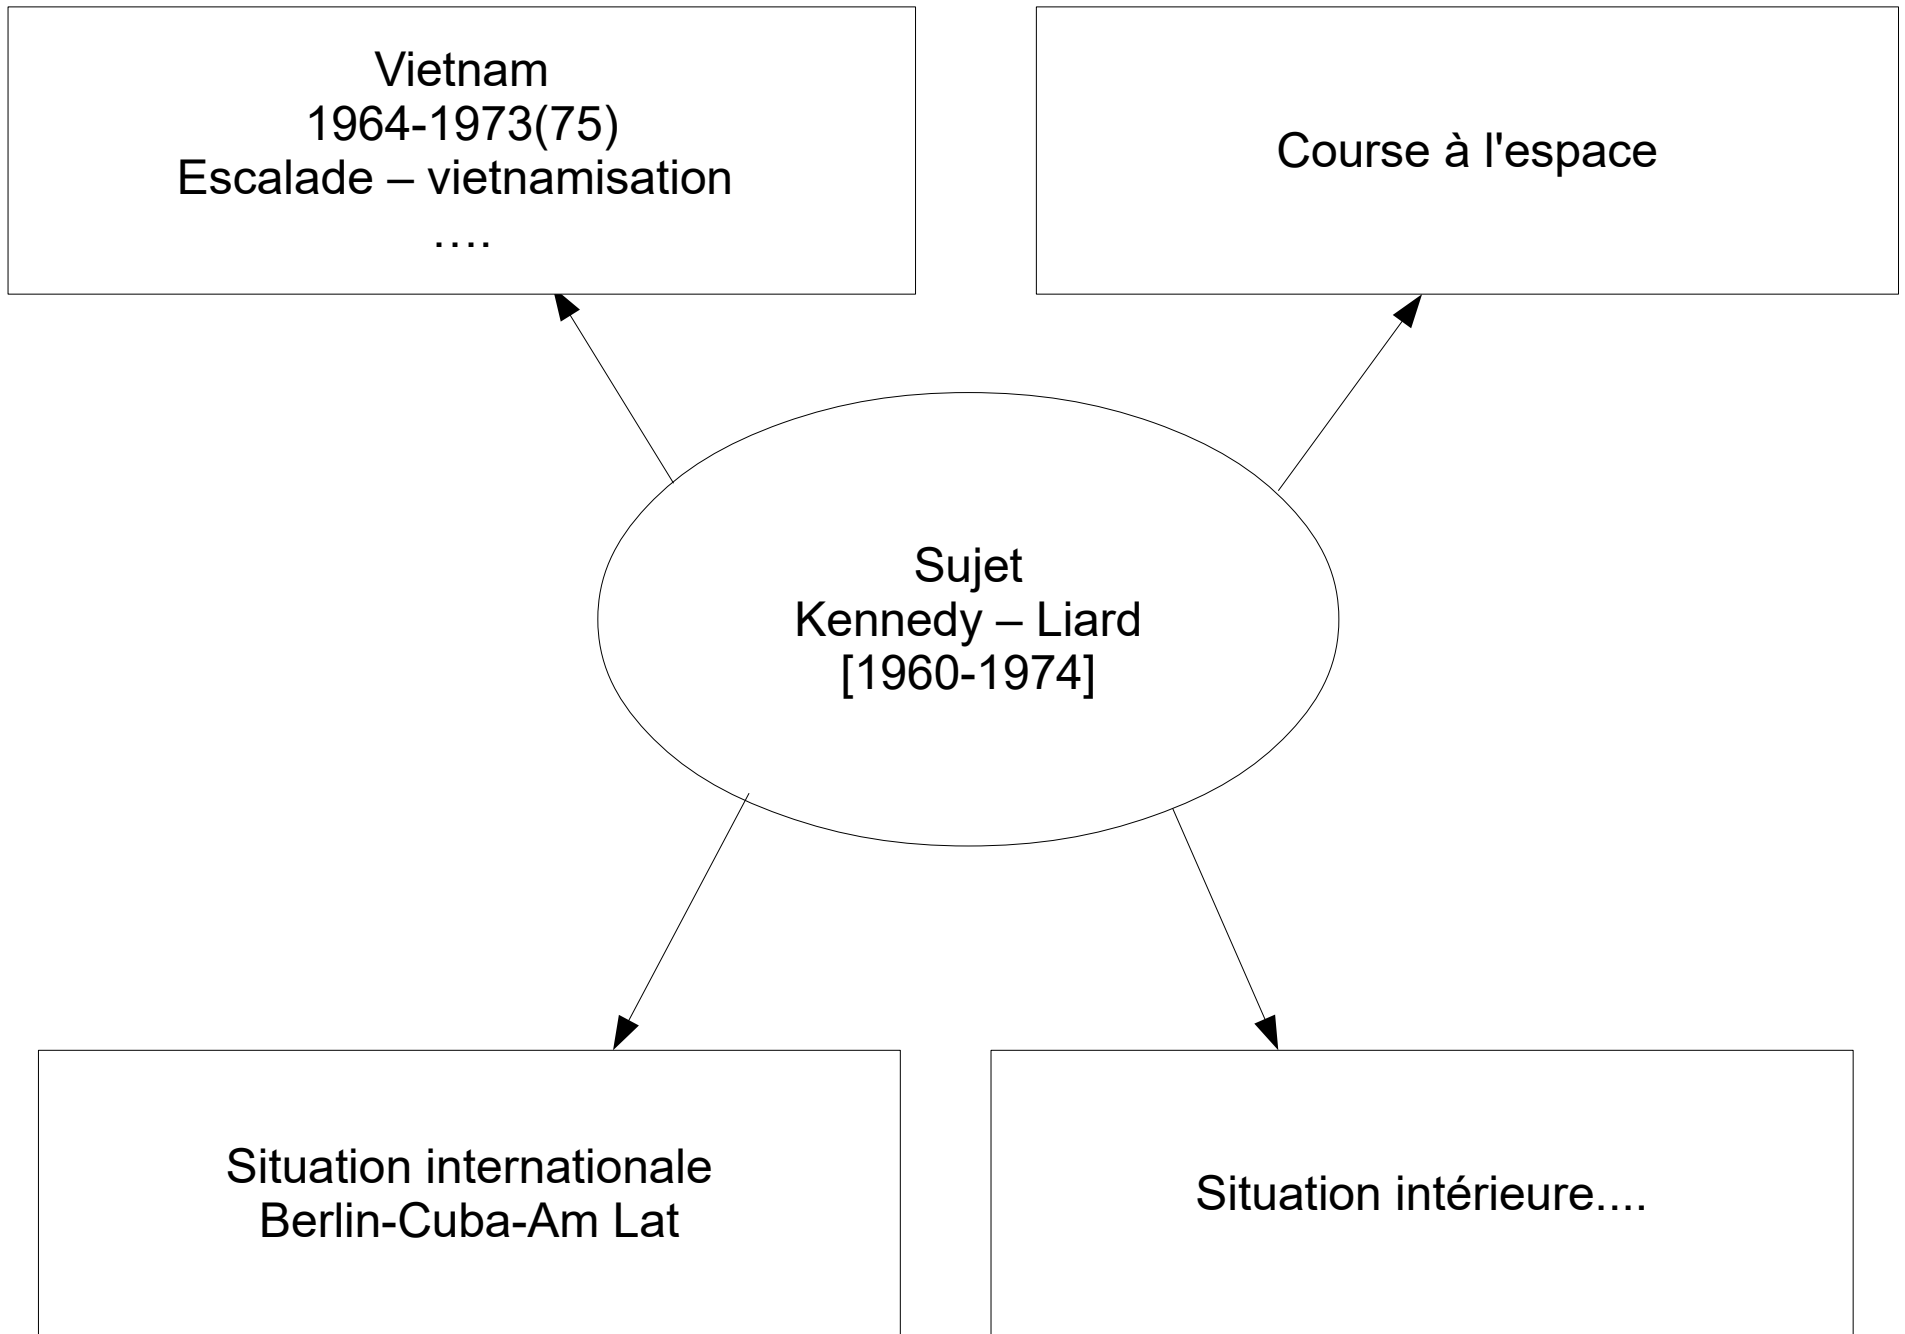 Vietnam
1964-1973(75)
Escalade – vietnamisation
….
Course à l'espace
Sujet
Kennedy – Liard
[1960-1974]
Situation internationale
Berlin-Cuba-Am Lat
Situation intérieure....